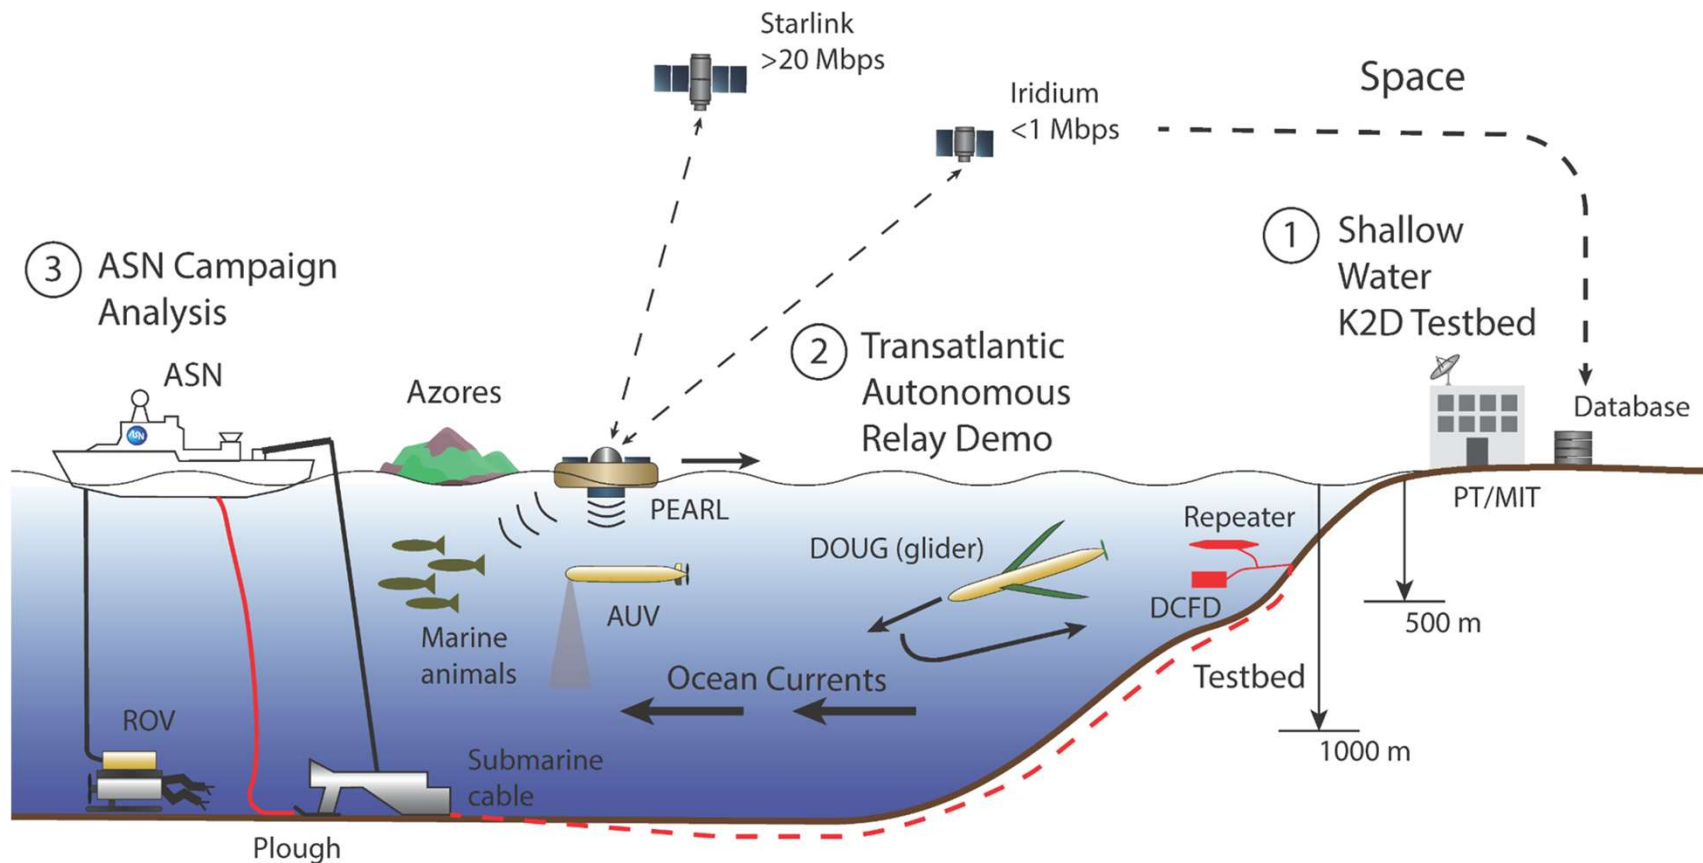 Starlink
>20 Mbps
Iridium
<1 Mbps
Space
1
Shallow
Water
K2D Testbed
3
ASN Campaign
Analysis
2
Transatlantic
Autonomous
Relay Demo
ASN
ASN
Azores
Database
PEARL
PT/MIT
Repeater
DOUG (glider)
DCFD
AUV
500 m
Marine
animals
Ocean Currents
Testbed
ROV
1000 m
Submarine
cable
Plough